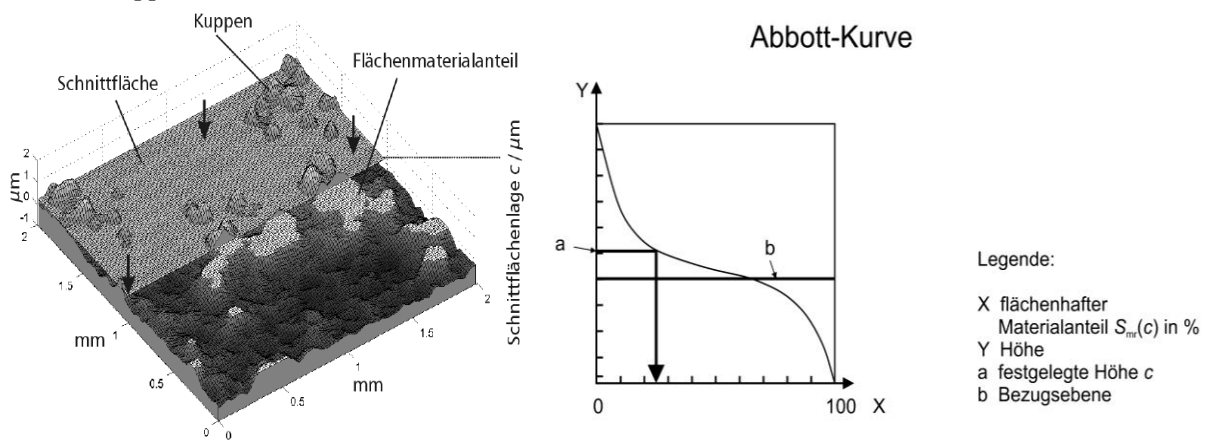 Kuppen
Flächenmaterialanteil
Schnittfläche
2
1
0
-1
µm
2
1.5
1
0.5
0
mm
0
0.5
1
1.5
2
mm
Schnittflächenlage c / µm
Abbott-Kurve
Y
a
b
0
100
X
Legende:
X flächenhafter
Materialanteil Smr(c) in %
Y Höhe
a festgelegte Höhe c
b Bezugsebene